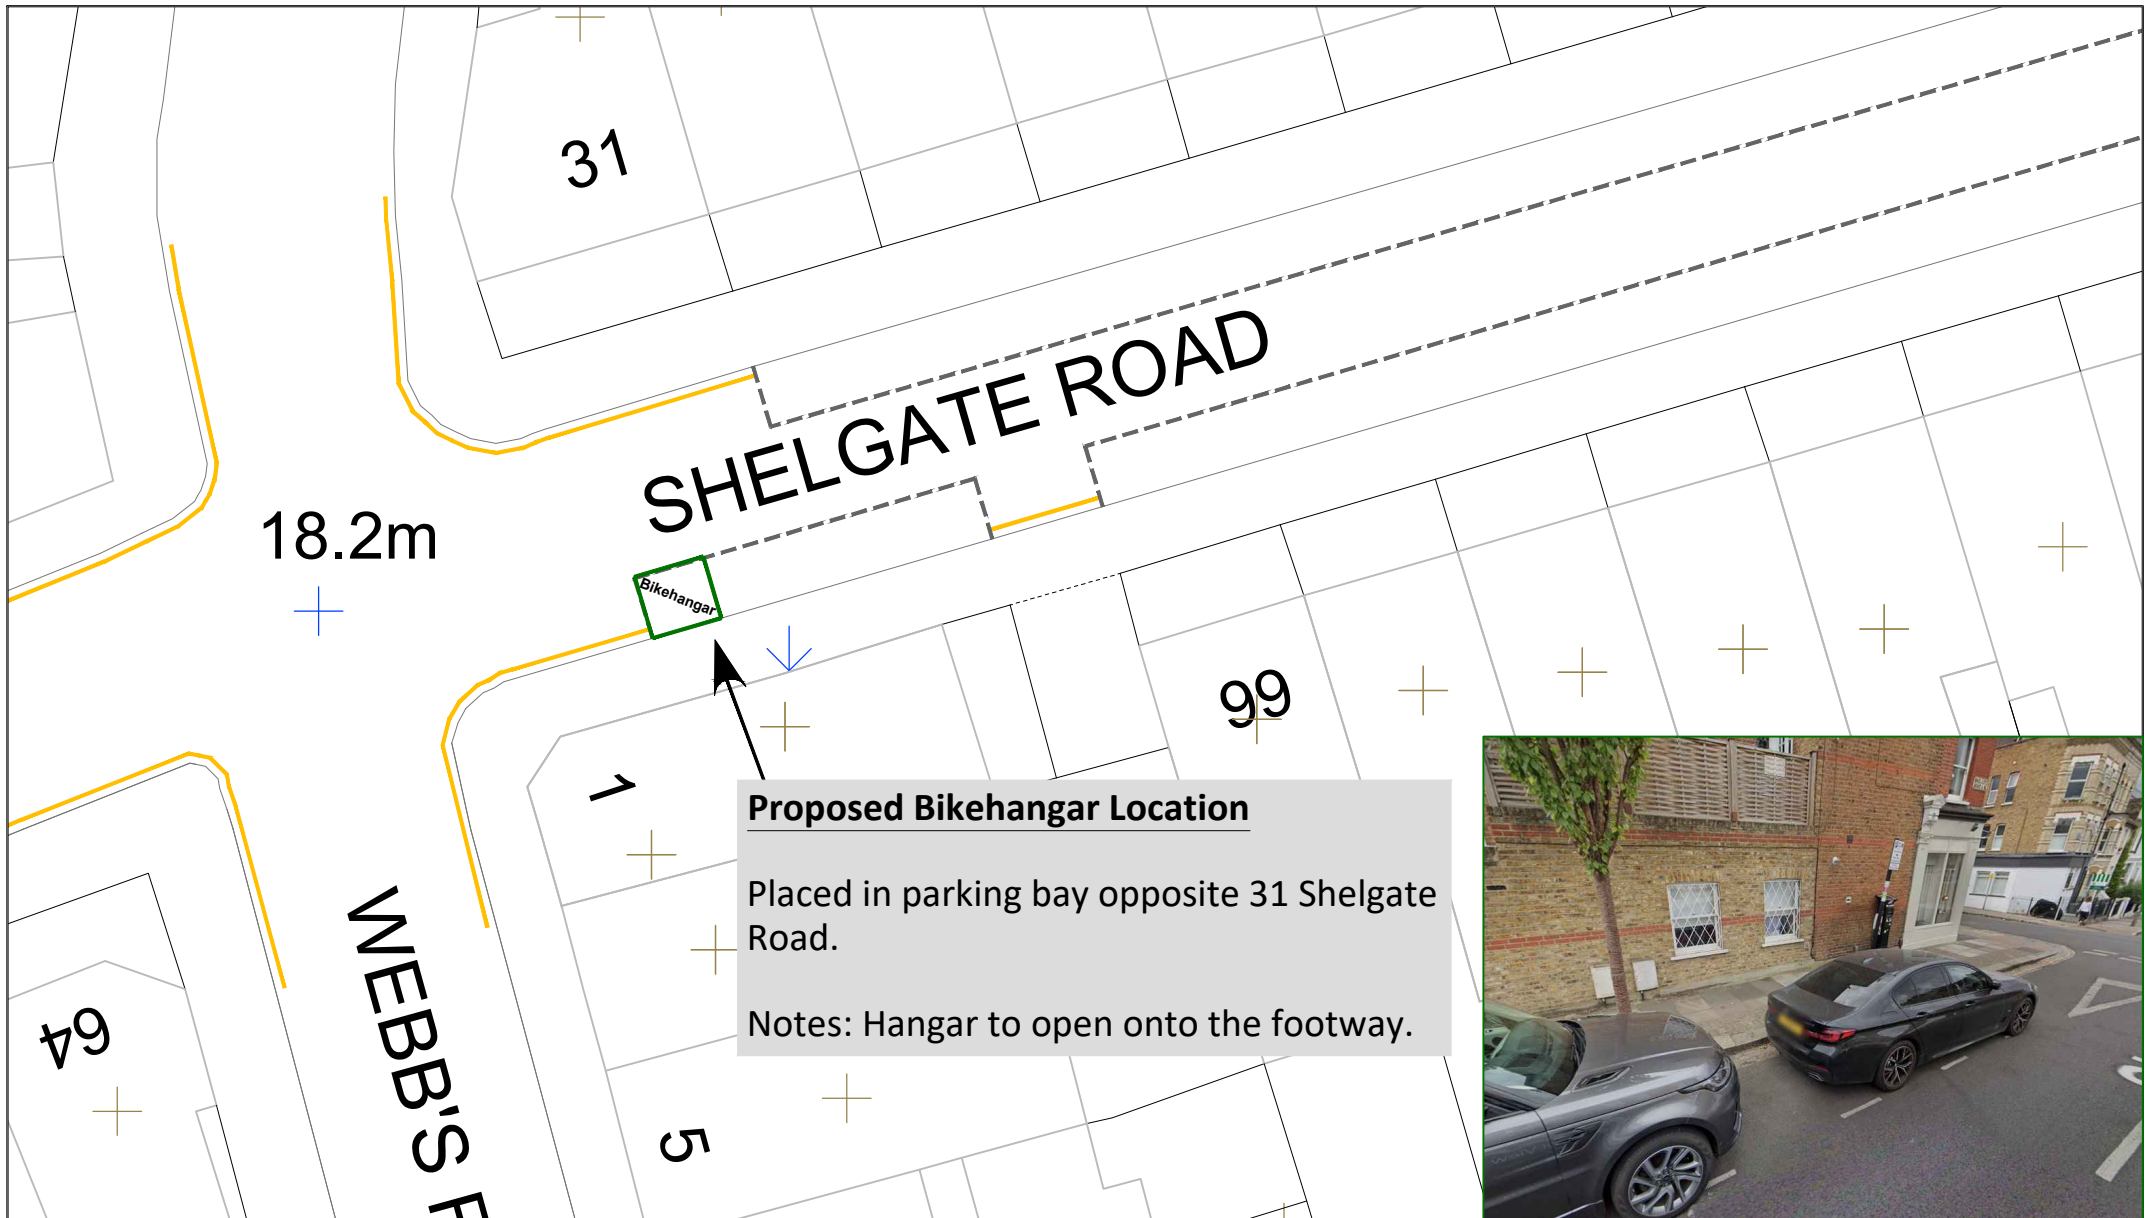 31
SHELGATE ROAD
18.2m
Bikehangar
99
1
Proposed Bikehangar Location
Placed in parking bay opposite 31 Shelgate
Road.
Notes: Hangar to open onto the footway.
64
WEBB'S
5